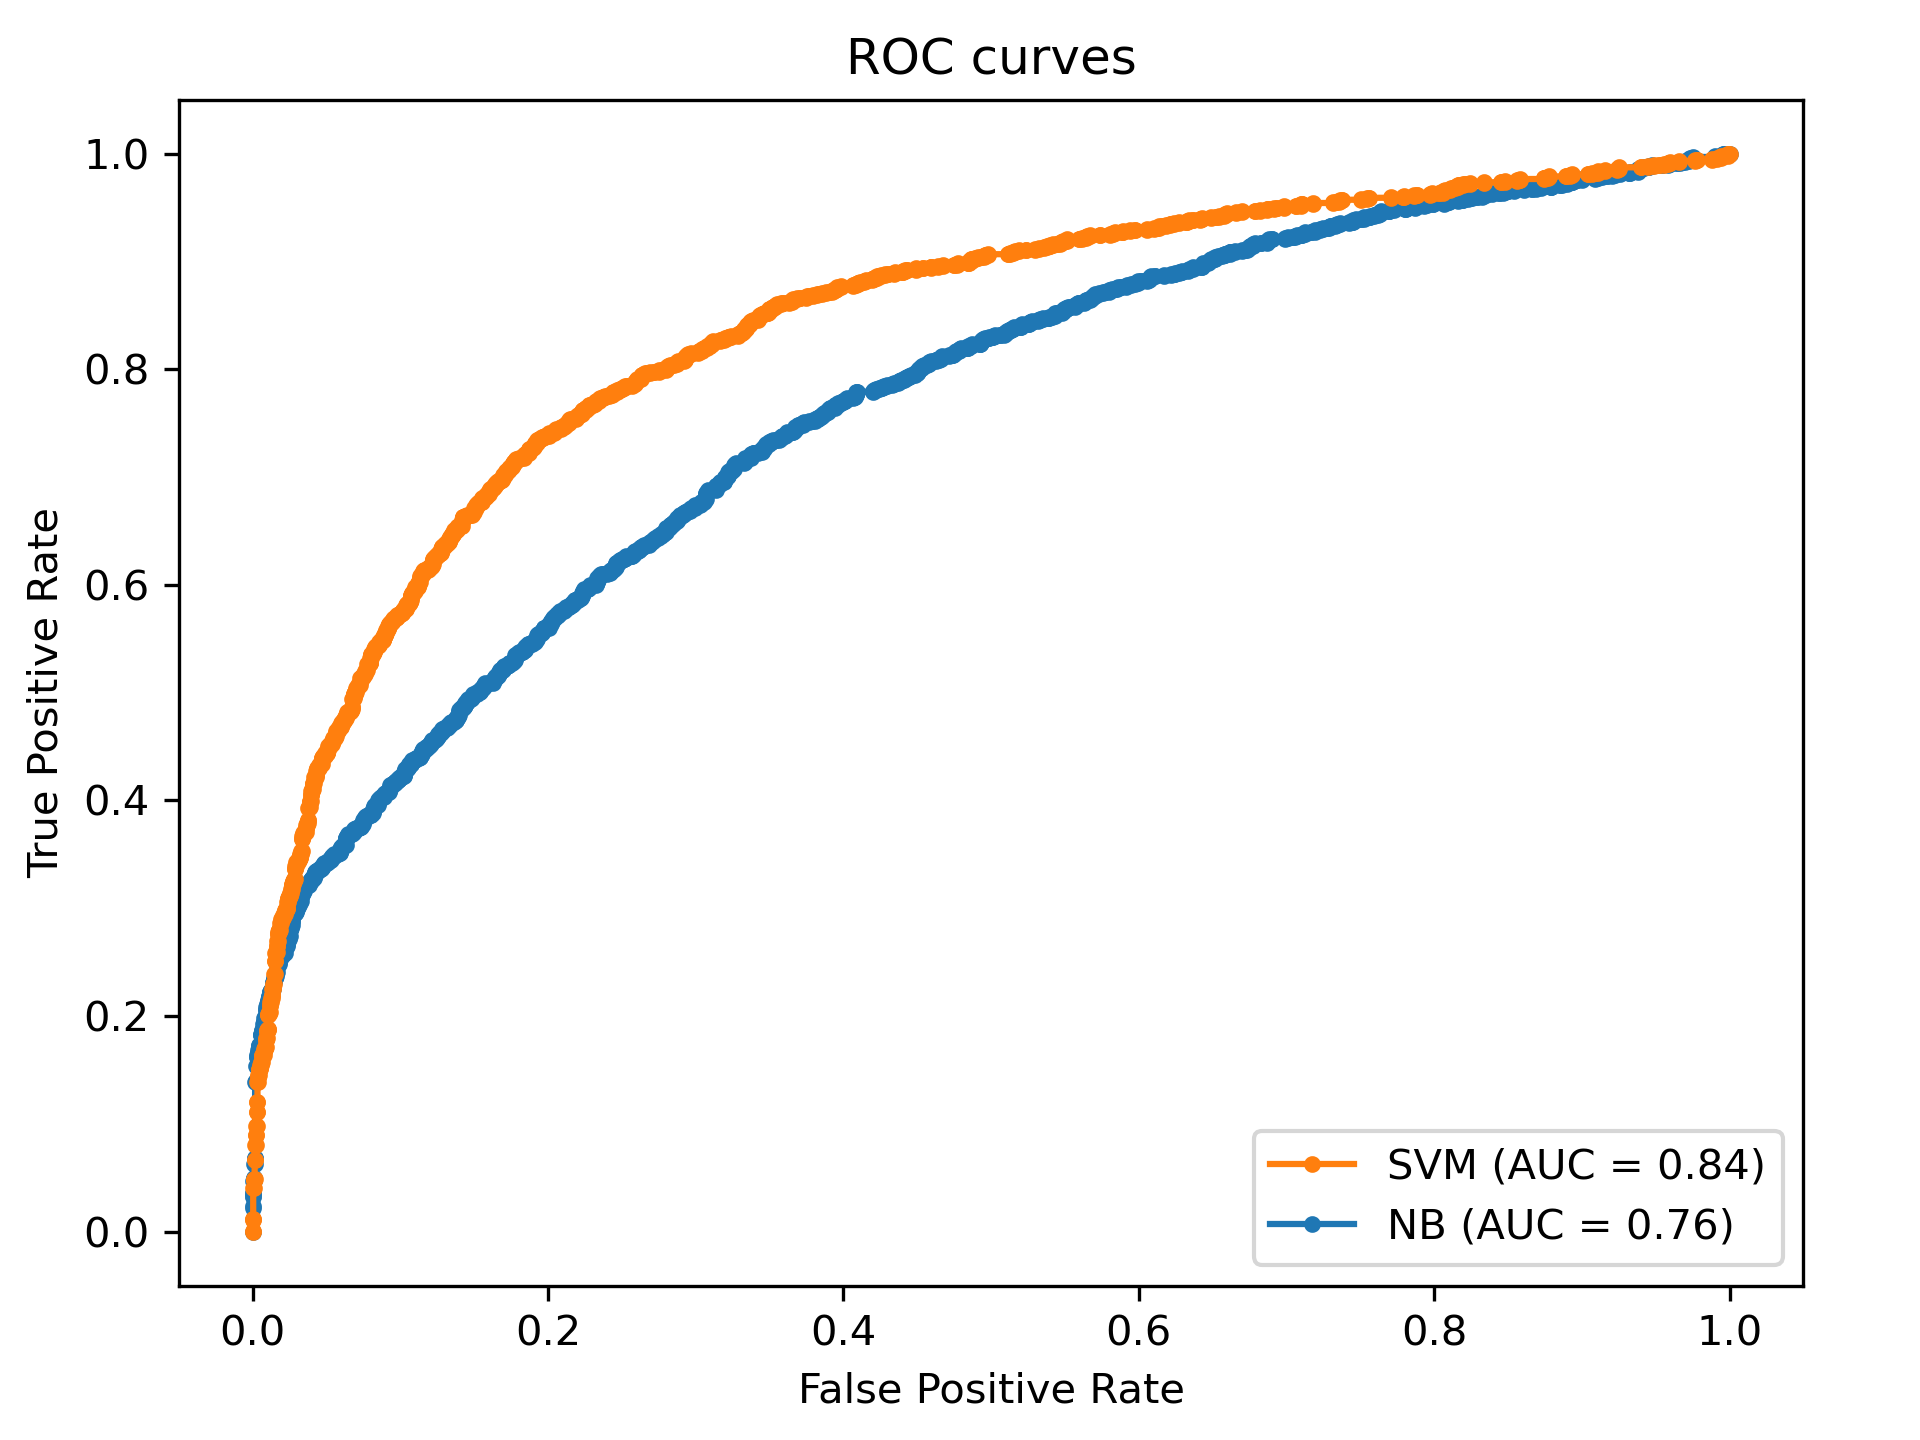 ROC curves
1.0
0.8
0.6
0.4
0.2
0.0
True Positive Rate
SVM (AUC = 0.84)
NB (AUC = 0.76)
0.0 0.2 0.4 0.6 0.8 1.0
False Positive Rate